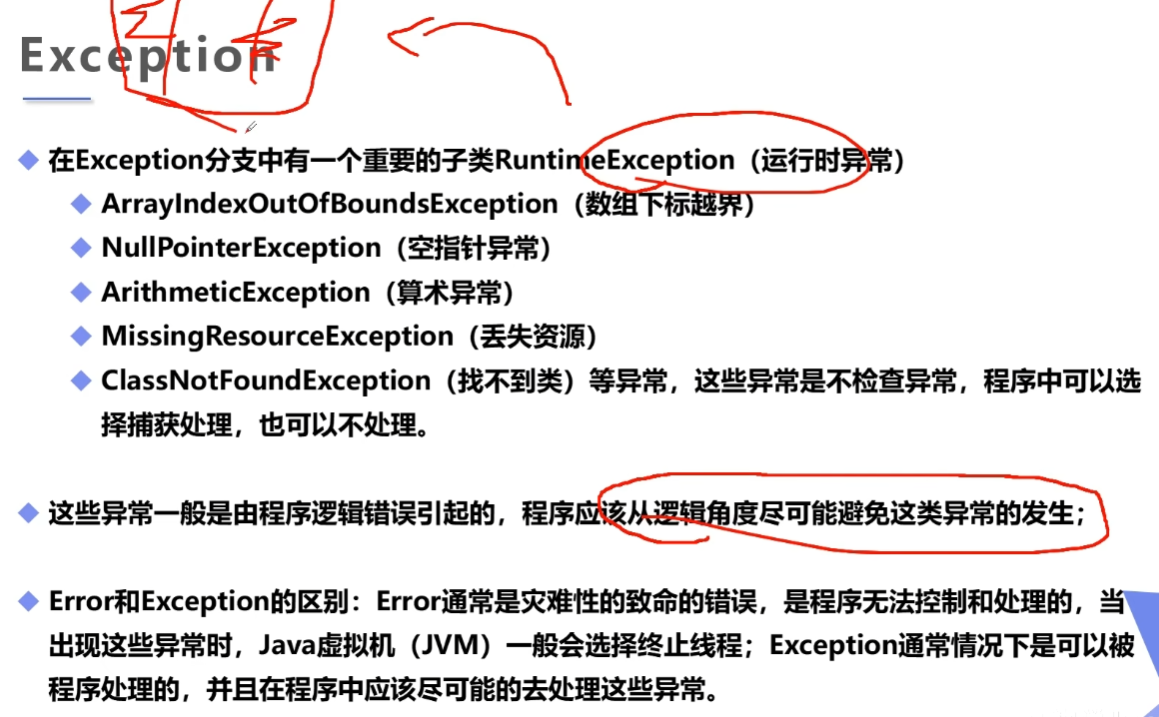 Exception
在Exception分支中有一个重要的子类RuntimeException（运行时异常）
ArrayIndexOutOfBoundsException（数组下标越界）
NullPointerException（空指针异常）
ArithmeticException（算术异常）
MissingResourceException（丢失资源）
ClassNotFoundException（找不到类）等异常，这些异常是不检查异常，程序中可以选
择捕获处理，也可以不处理。
这些异常一般是由程序逻辑错误引起的，程序应该从逻辑角度尽可能避免这类异常的发生；
Error和Exception的区别：Error通常是灾难性的致命的错误，是程序无法控制和处理的，当
出现这些异常时，Java虚拟机（JVM）一般会选择终止线程；Exception通常情况下是可以被
程序处理的，并且在程序中应该尽可能的去处理这些异常。